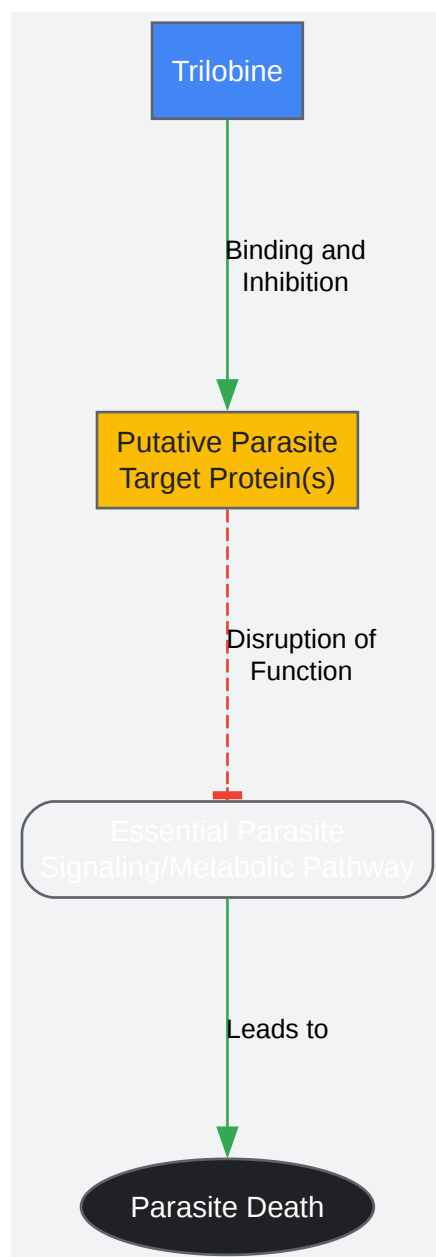 Trilobine
Binding and
Inhibition
Putative Parasite
Target Protein(s)
Disruption of
Function
Essential Parasite
Signaling/Metabolic Pathway
Leads to
Parasite Death